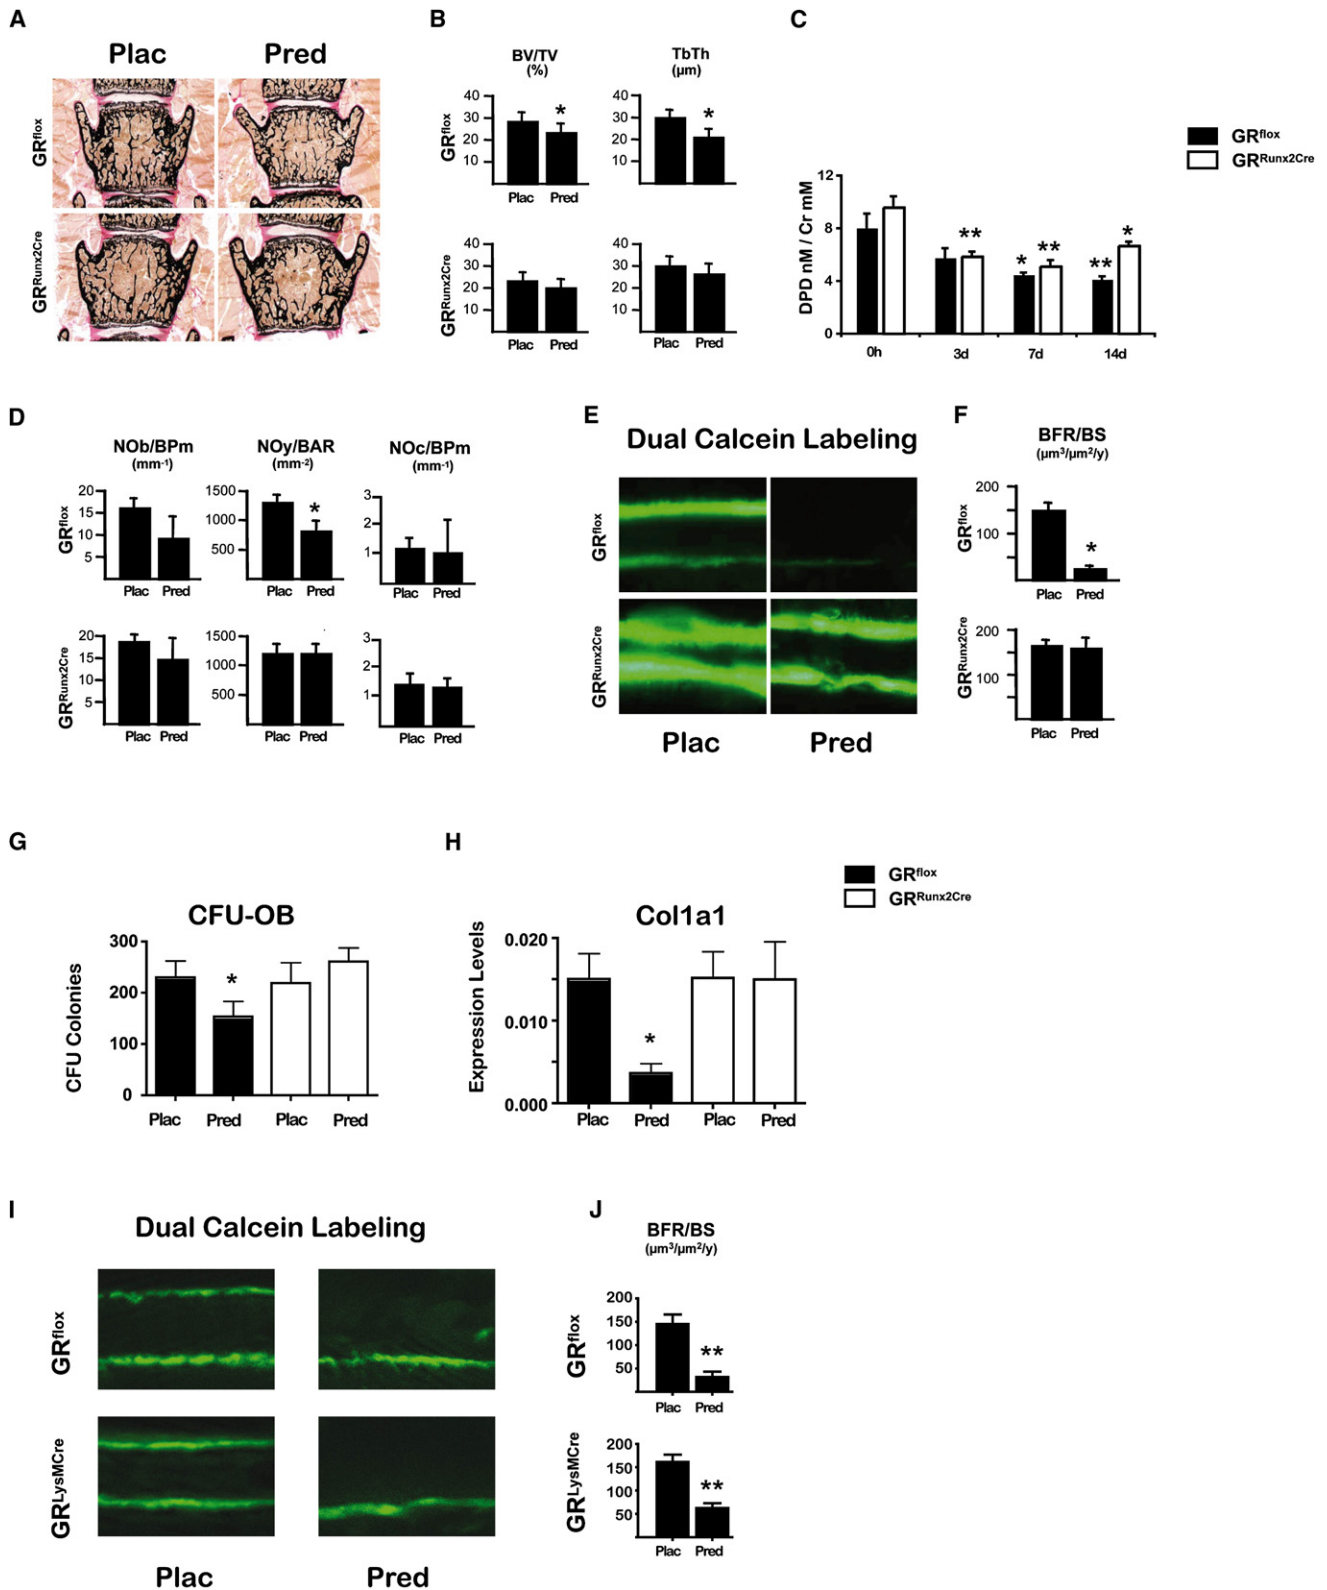 A
Plac Pred
GRflox
GRRunx2Cre
B
BV/TV
(%)
TbTh
(µm)
GRflox
40
30
20
10
Plac Pred
40
30
20
10
Plac Pred
*
*
GRRunx2Cre
40
30
20
10
Plac Pred
40
30
20
10
Plac Pred
C
GRflox
GRRunx2Cre
DPD nM / Cr mM
12
8
4
0
**
*
**
**
*
0h 3d 7d 14d
D
NOb/BPm
(mm-1)
NOy/BAR
(mm-2)
NOc/BPm
(mm-1)
GRflox
20
15
10
5
Plac Pred
1500
1000
500
*
Plac Pred
3
2
1
Plac Pred
GRRunx2Cre
20
15
10
5
Plac Pred
1500
1000
500
Plac Pred
3
2
1
Plac Pred
E
Dual Calcein Labeling
GRflox
GRRunx2Cre
Plac Pred
F
BFR/BS
(µm3/µm2/y)
GRflox
200
100
*
Plac Pred
GRRunx2Cre
200
100
Plac Pred
G
CFU-OB
CFU Colonies
300
200
100
0
*
Plac Pred Plac Pred
H
GRflox
GRRunx2Cre
Col1a1
Expression Levels
0.020
0.010
0.000
*
Plac Pred Plac Pred
I
Dual Calcein Labeling
GRflox
GRLysMCre
Plac Pred
J
BFR/BS
(µm3/µm2/y)
GRflox
200
150
100
50
**
Plac Pred
GRLysMCre
200
150
100
50
**
Plac Pred